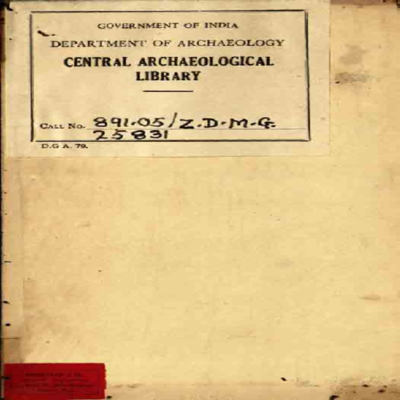 GOVERNMENT OF INDIA
DEPARTMENT OF ARCHAEOLOGY
CENTRAL ARCHAEOLOGICAL
LIBRARY
CALL No. 891.05/Z.D.M.G.
25831
D.G A. 79.